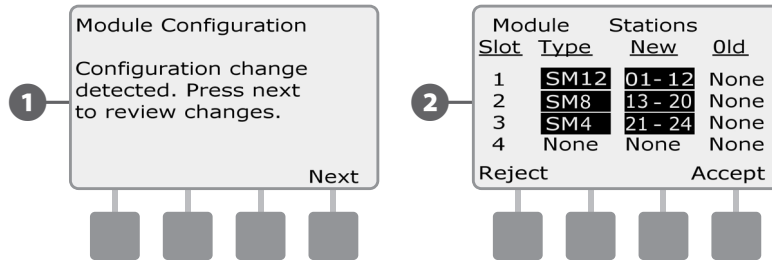 1
Module Configuration
Configuration change
detected. Press next
to review changes.
Next
2
Module Stations
Slot Type New Old
1 SM12 01-12 None
2 SM8 13-20 None
3 SM4 21-24 None
4 None None None
Reject Accept